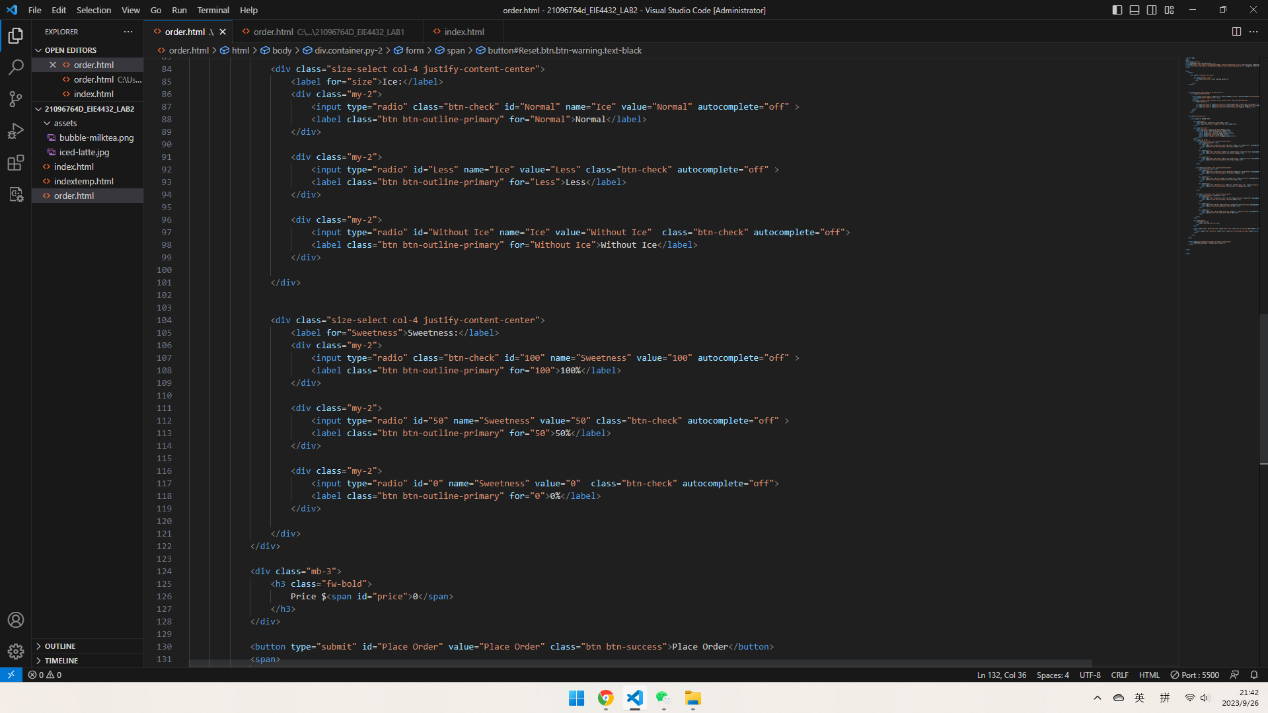 File Edit Selection View Go Run Terminal Help
order.html - 21096764d_EIE4432_LAB2 - Visual Studio Code [Administrator]
EXPLORER
order.html .\
order.html C:\...\21096764D_EIE4432_LAB1
index.html
OPEN EDITORS
order.html
order.html C:\Us...
index.html
21096764D_EIE4432_LAB2
assets
bubble-milktea.png
iced-latte.jpg
index.html
indextemp.html
order.html
OUTLINE
TIMELINE
order.html > html > body > div.container.py-2 > form > span > button#Reset.btn.btn-warning.text-black
84 <div class="size-select col-4 justify-content-center">
85 <label for="size">Ice:</label>
86 <div class="my-2">
87 <input type="radio" class="btn-check" id="Normal" name="Ice" value="Normal" autocomplete="off" >
88 <label class="btn btn-outline-primary" for="Normal">Normal</label>
89 </div>
90
91 <div class="my-2">
92 <input type="radio" id="Less" name="Ice" value="Less" class="btn-check" autocomplete="off" >
93 <label class="btn btn-outline-primary" for="Less">Less</label>
94 </div>
95
96 <div class="my-2">
97 <input type="radio" id="Without Ice" name="Ice" value="Without Ice"  class="btn-check" autocomplete="off">
98 <label class="btn btn-outline-primary" for="Without Ice">Without Ice</label>
99 </div>
100
101 </div>
102
103
104 <div class="size-select col-4 justify-content-center">
105 <label for="Sweetness">Sweetness:</label>
106 <div class="my-2">
107 <input type="radio" class="btn-check" id="100" name="Sweetness" value="100" autocomplete="off" >
108 <label class="btn btn-outline-primary" for="100">100%</label>
109 </div>
110
111 <div class="my-2">
112 <input type="radio" id="50" name="Sweetness" value="50" class="btn-check" autocomplete="off" >
113 <label class="btn btn-outline-primary" for="50">50%</label>
114 </div>
115
116 <div class="my-2">
117 <input type="radio" id="0" name="Sweetness" value="0"  class="btn-check" autocomplete="off">
118 <label class="btn btn-outline-primary" for="0">0%</label>
119 </div>
120
121 </div>
122 </div>
123
124 <div class="mb-3">
125 <h3 class="fw-bold">
126 Price $<span id="price">0</span>
127 </h3>
128 </div>
129
130 <button type="submit" id="Place Order" value="Place Order" class="btn btn-success">Place Order</button>
131 <span>
0 0
Ln 132, Col 36 Spaces: 4 UTF-8 CRLF HTML Port : 5500
英 拼
21:42
2023/9/26